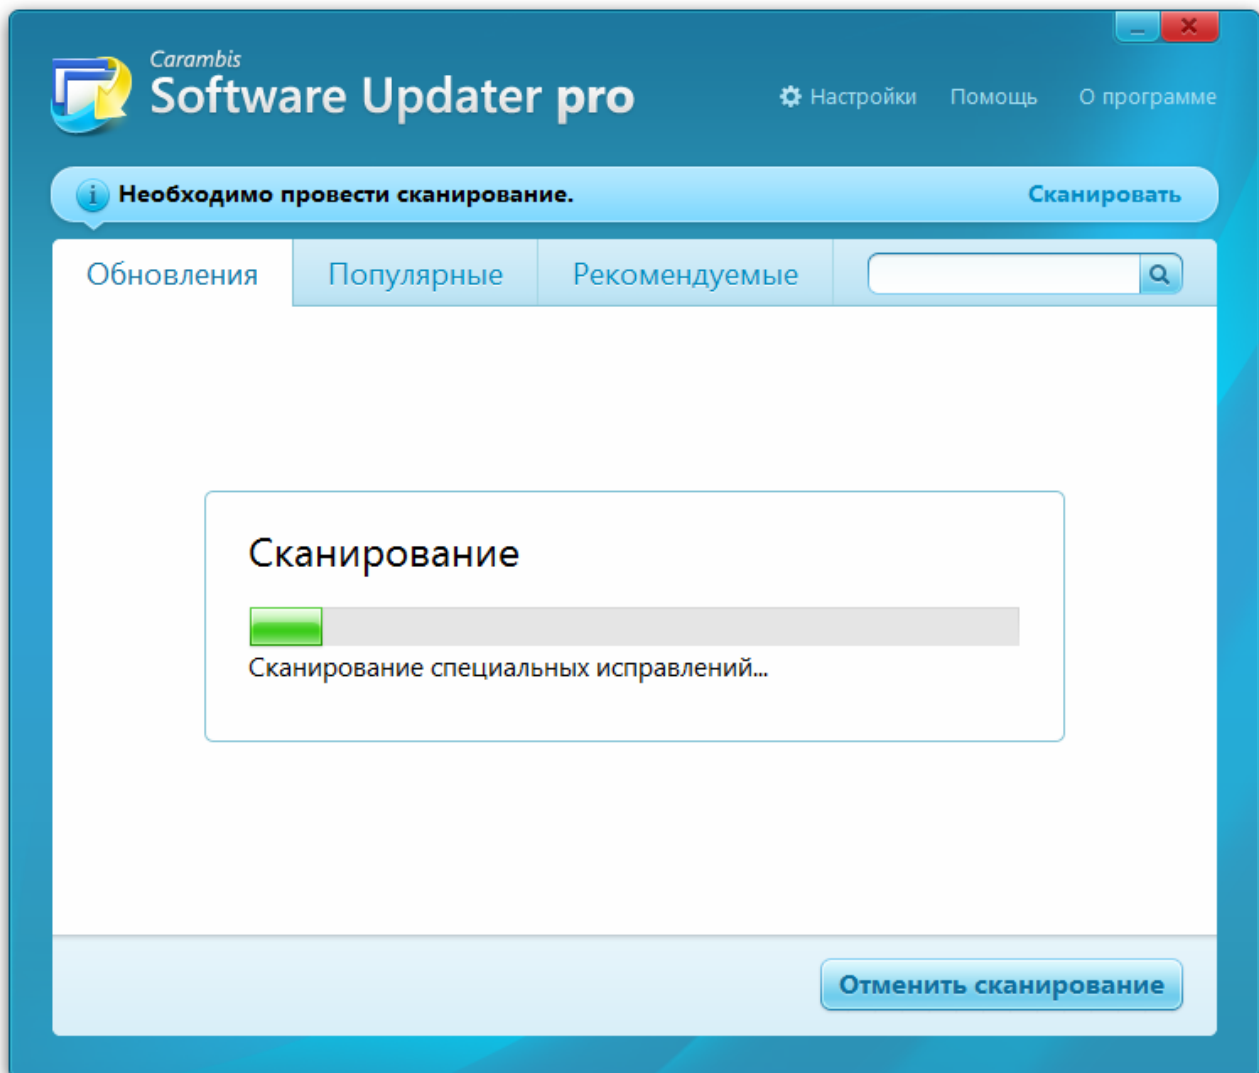 Carambis
Software Updater pro
Настройки Помощь О программе
Необходимо провести сканирование. Сканировать
Обновления Популярные Рекомендуемые
Сканирование
Сканирование специальных исправлений...
Отменить сканирование